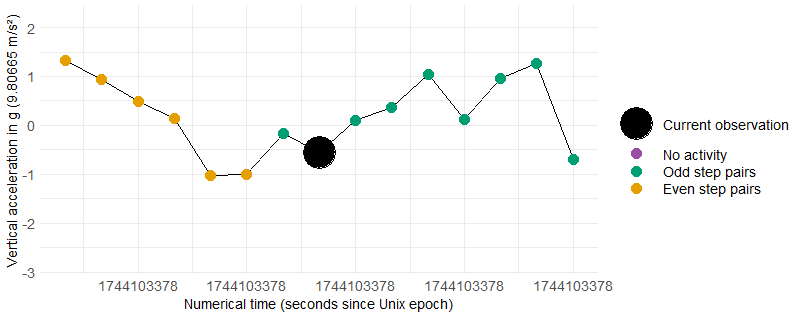 Vertical acceleration in g (9.80665 m/s²)
2
1
0
-1
-2
-3
1744103378 1744103378 1744103378 1744103378 1744103378
Numerical time (seconds since Unix epoch)
Current observation
No activity
Odd step pairs
Even step pairs